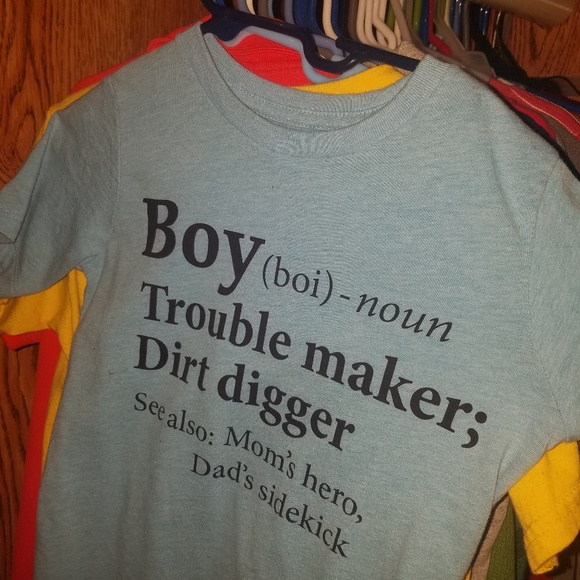 Boy (boi) - noun
Trouble maker;
Dirt digger
See also: Mom's hero,
Dad's sidekick